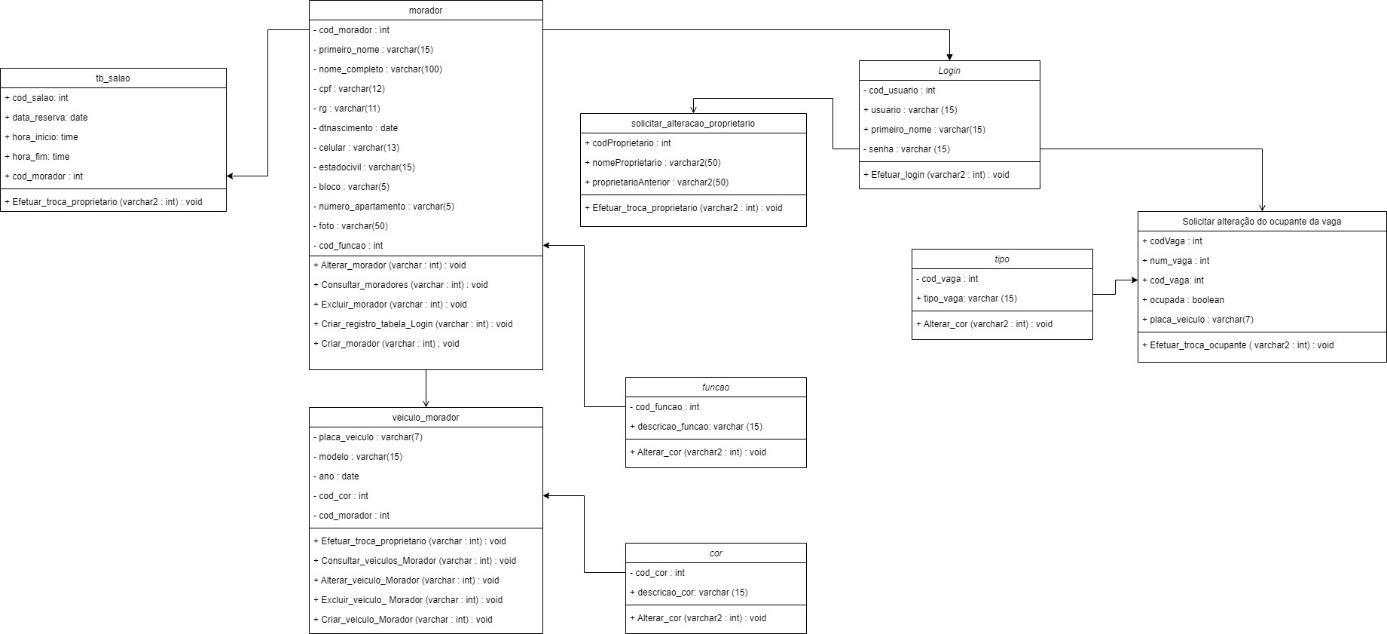 morador
- cod_morador : int
- primeiro_nome : varchar(15)
- nome_completo : varchar(100)
- cpf : varchar(12)
- rg : varchar(11)
- dtnascimento : date
- celular : varchar(13)
- estadocivil : varchar(15)
- bloco : varchar(5)
- numero_apartamento : varchar(5)
- foto : varchar(50)
- cod_funcao : int
+ Alterar_morador (varchar : int) : void
+ Consultar_moradores (varchar : int) : void
+ Excluir_morador (varchar : int) : void
+ Criar_registro_tabela_Login (varchar : int) : void
+ Criar_morador (varchar : int) : void
tb_salao
+ cod_salao: int
+ data_reserva: date
+ hora_inicio: time
+ hora_fim: time
+ cod_morador : int
+ Efetuar_troca_proprietario (varchar2 : int) : void
Login
- cod_usuario : int
+ usuario : varchar (15)
+ primeiro_nome : varchar(15)
- senha : varchar (15)
+ Efetuar_login (varchar2 : int) : void
solicitar_alteracao_proprietario
+ codProprietario : int
+ nomeProprietario : varchar2(50)
+ proprietarioAnterior : varchar2(50)
+ Efetuar_troca_proprietario (varchar2 : int) : void
Solicitar alteração do ocupante da vaga
+ codVaga : int
+ num_vaga : int
+ cod_vaga: int
+ ocupada : boolean
+ placa_veiculo : varchar(7)
+ Efetuar_troca_ocupante ( varchar2 : int) : void
tipo
- cod_vaga : int
+ tipo_vaga: varchar (15)
+ Alterar_cor (varchar2 : int) : void
funcao
- cod_funcao : int
+ descricao_funcao: varchar (15)
+ Alterar_cor (varchar2 : int) : void
veiculo_morador
- placa_veiculo : varchar(7)
- modelo : varchar(15)
- ano : date
- cod_cor : int
- cod_morador : int
+ Efetuar_troca_proprietario (varchar : int) : void
+ Consultar_veiculos_Morador (varchar : int) : void
+ Alterar_veiculo_Morador (varchar : int) : void
+ Excluir_veiculo_ Morador (varchar : int) : void
+ Criar_veiculo_Morador (varchar : int) : void
cor
- cod_cor : int
+ descricao_cor: varchar (15)
+ Alterar_cor (varchar2 : int) : void